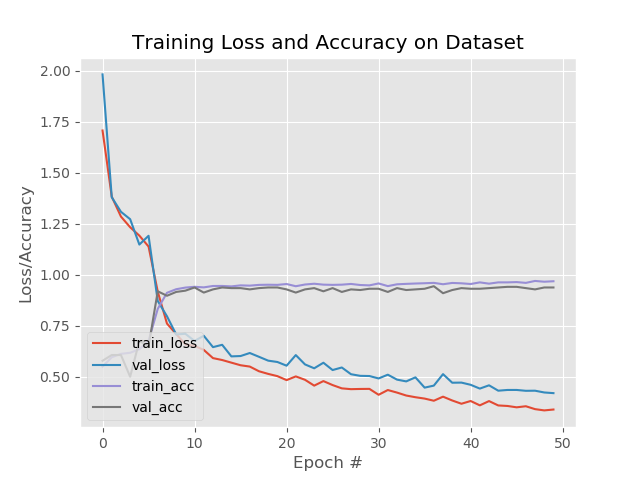 Training Loss and Accuracy on Dataset
2.00
1.75
1.50
1.25
1.00
0.75
0.50
Loss/Accuracy
train_loss
val_loss
train_acc
val_acc
0 10 20 30 40 50
Epoch #